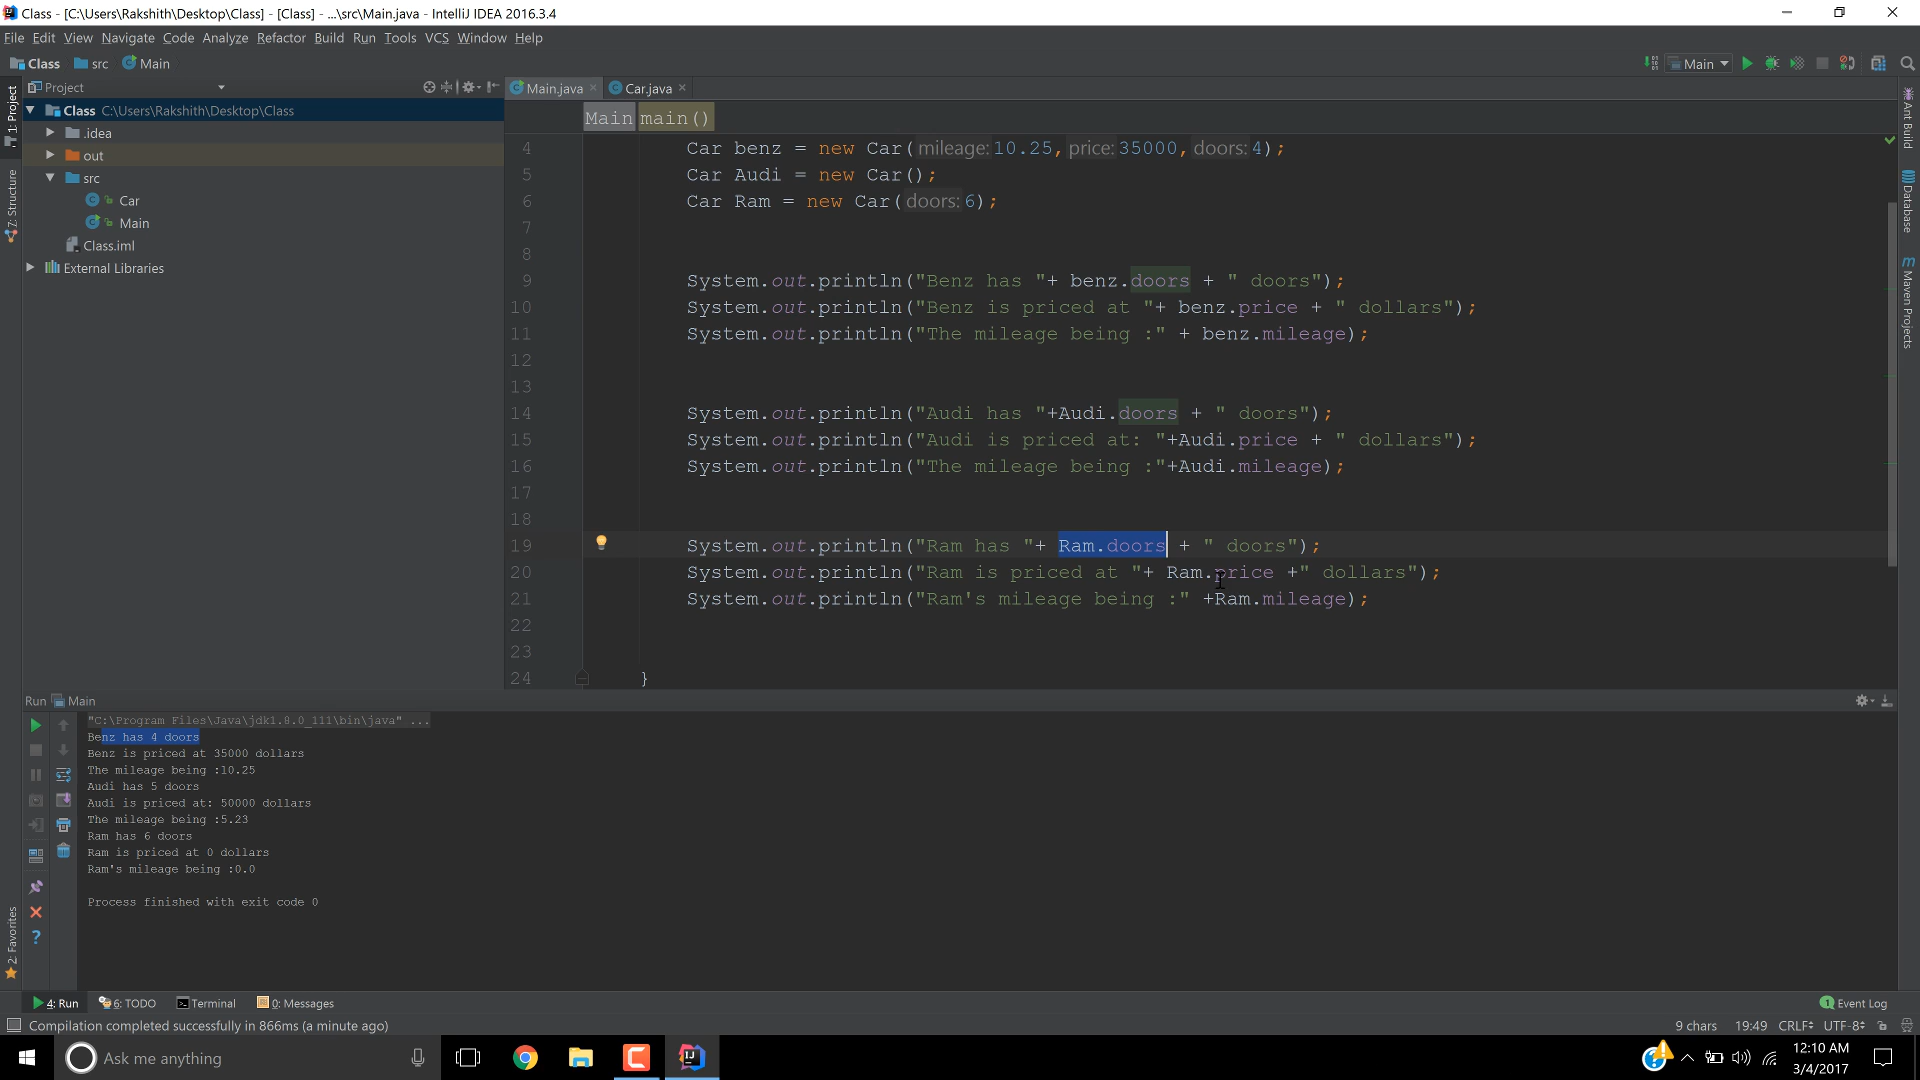 Class - [C:\Users\Rakshith\Desktop\Class] - [Class] - ...\src\Main.java - IntelliJ IDEA 2016.3.4
File Edit View Navigate Code Analyze Refactor Build Run Tools VCS Window Help
Class src Main
Main
Project
Main.java Car.java
Class C:\Users\Rakshith\Desktop\Class
.idea
out
src
Car
Main
Class.iml
External Libraries
1: Project
Z: Structure
2: Favorites
Main main()
4 Car benz = new Car( mileage: 10.25, price: 35000, doors: 4);
5 Car Audi = new Car();
6 Car Ram = new Car( doors: 6);
7
8
9 System.out.println("Benz has "+ benz.doors + " doors");
10 System.out.println("Benz is priced at "+ benz.price + " dollars");
11 System.out.println("The mileage being :" + benz.mileage);
12
13
14 System.out.println("Audi has "+Audi.doors + " doors");
15 System.out.println("Audi is priced at: "+Audi.price + " dollars");
16 System.out.println("The mileage being :"+Audi.mileage);
17
18
19 System.out.println("Ram has "+ Ram.doors + " doors");
20 System.out.println("Ram is priced at "+ Ram.price +" dollars");
21 System.out.println("Ram's mileage being :" +Ram.mileage);
22
23
24 }
Ant Build
Database
Maven Projects
Run Main
"C:\Program Files\Java\jdk1.8.0_111\bin\java" ...
Benz has 4 doors
Benz is priced at 35000 dollars
The mileage being :10.25
Audi has 5 doors
Audi is priced at: 50000 dollars
The mileage being :5.23
Ram has 6 doors
Ram is priced at 0 dollars
Ram's mileage being :0.0
Process finished with exit code 0
4: Run 6: TODO Terminal 0: Messages
1 Event Log
Compilation completed successfully in 866ms (a minute ago)
9 chars 19:49 CRLF UTF-8
Ask me anything
12:10 AM
3/4/2017